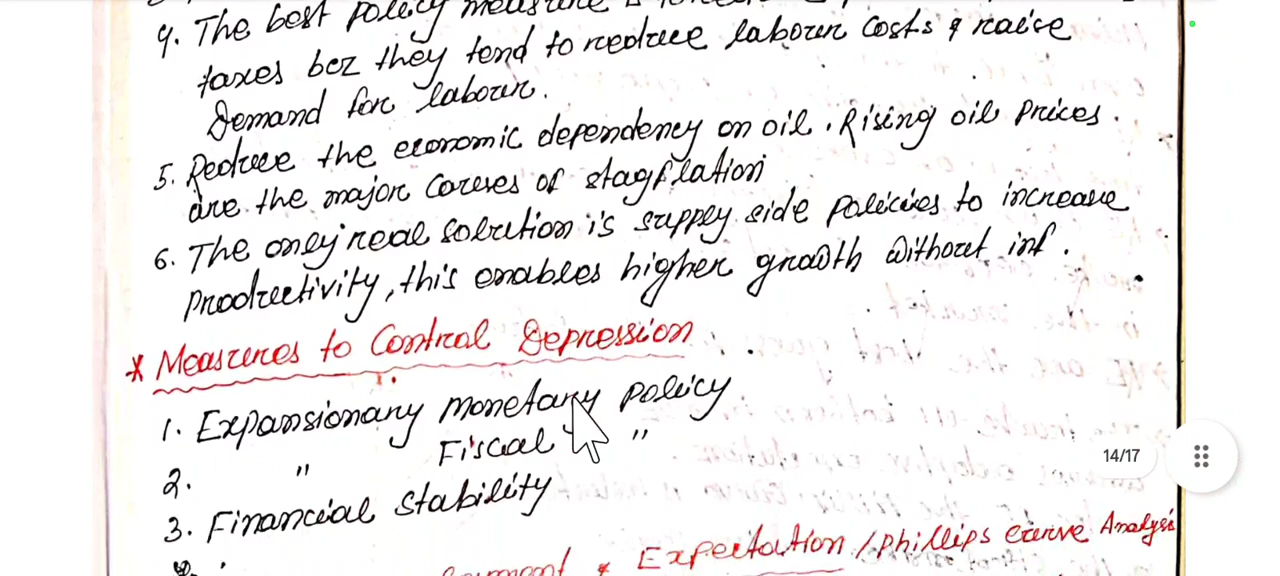 4. The best policy measure is
taxes bcz they tend to reduce labour costs & raise
Demand for labour.
5. Reduce the economic dependency on oil. Rising oil prices.
are the major causes of stagflation
6. The only real solution is supply side policies to increase
Productivity, this enables higher growth without inf.
* Measures to Control Depression
1. Expansionary monetary policy
2. " Fiscal "
3. Financial stability
14/17
& Expectation / Phillips curve Analysis